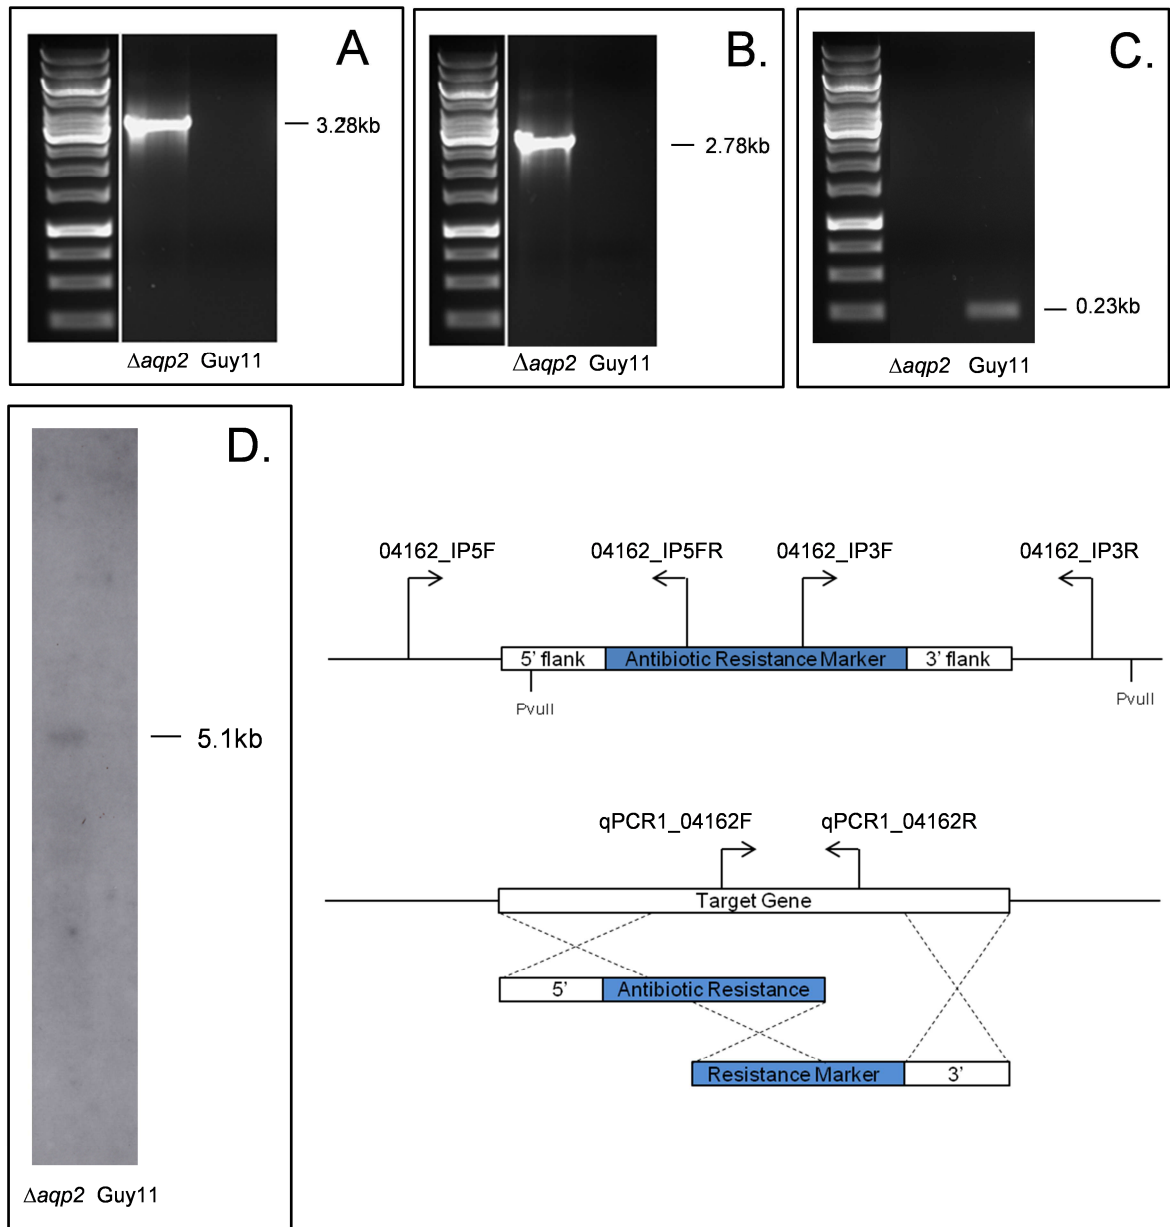 A
3.28kb
Δaqp2 Guy11
B.
2.78kb
Δaqp2 Guy11
C.
0.23kb
Δaqp2 Guy11
D.
5.1kb
Δaqp2 Guy11
04162_IP5F 04162_IP5FR 04162_IP3F 04162_IP3R
5' flank Antibiotic Resistance Marker 3' flank
PvuII PvuII
qPCR1_04162F qPCR1_04162R
Target Gene
5' Antibiotic Resistance
Resistance Marker 3'